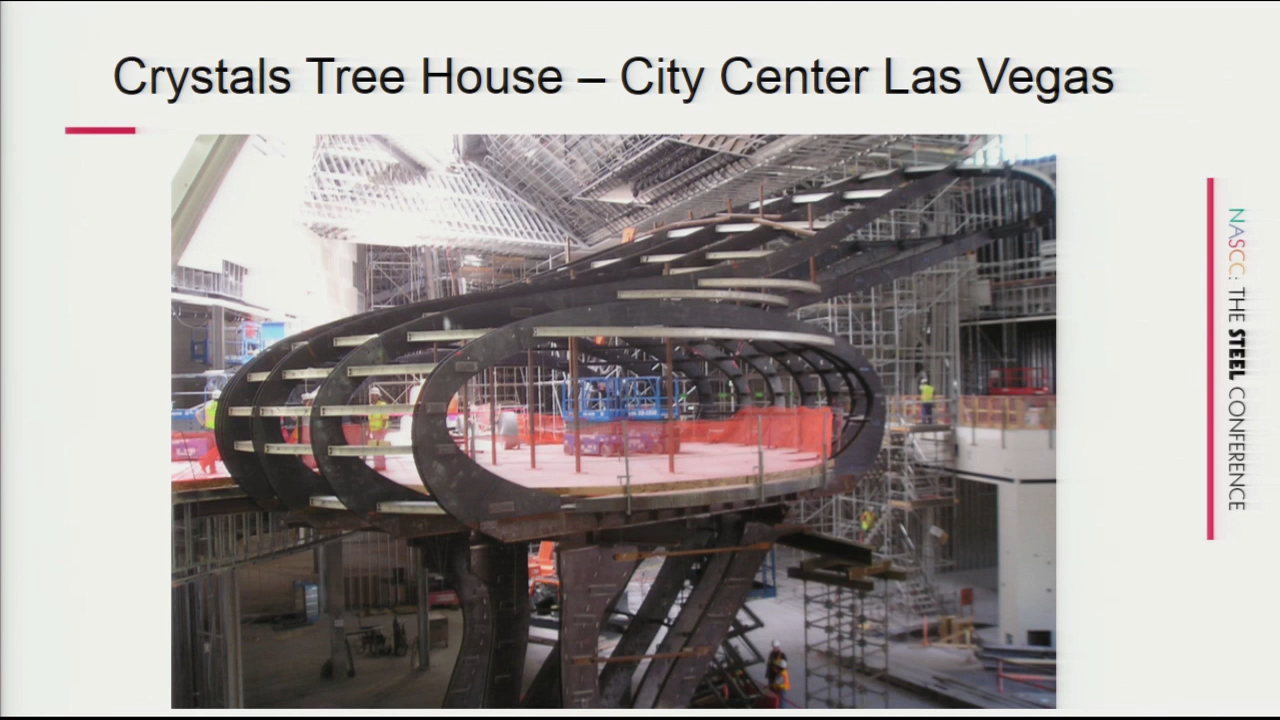 Crystals Tree House – City Center Las Vegas
NASCC: THE STEEL CONFERENCE